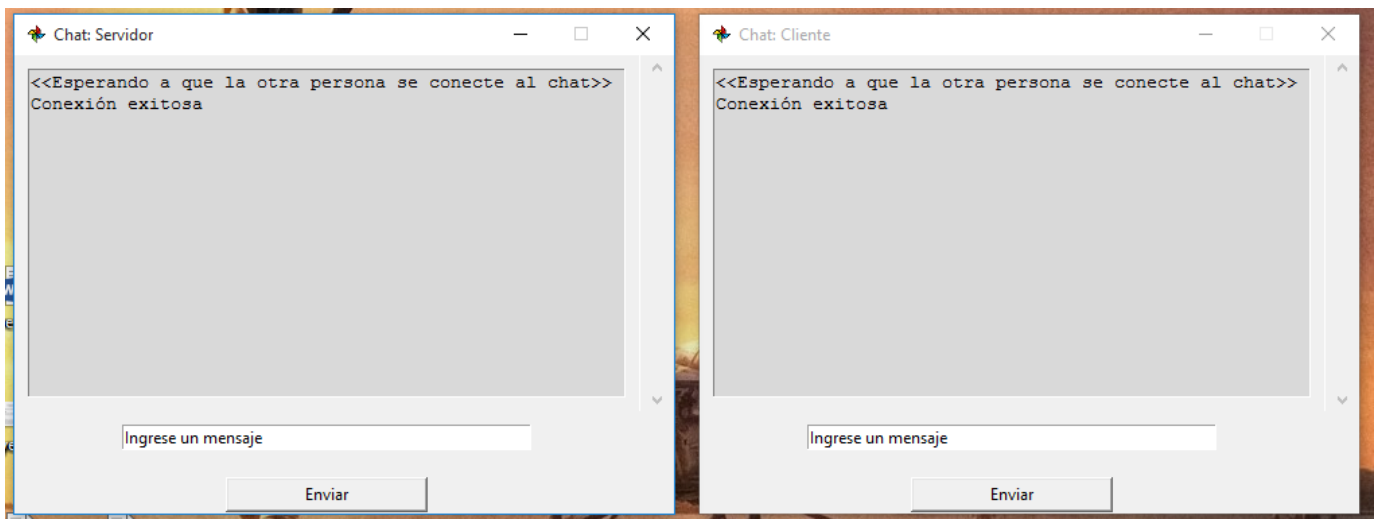 Chat: Servidor
<<Esperando a que la otra persona se conecte al chat>>
Conexión exitosa
Ingrese un mensaje
Enviar
Chat: Cliente
<<Esperando a que la otra persona se conecte al chat>>
Conexión exitosa
Ingrese un mensaje
Enviar